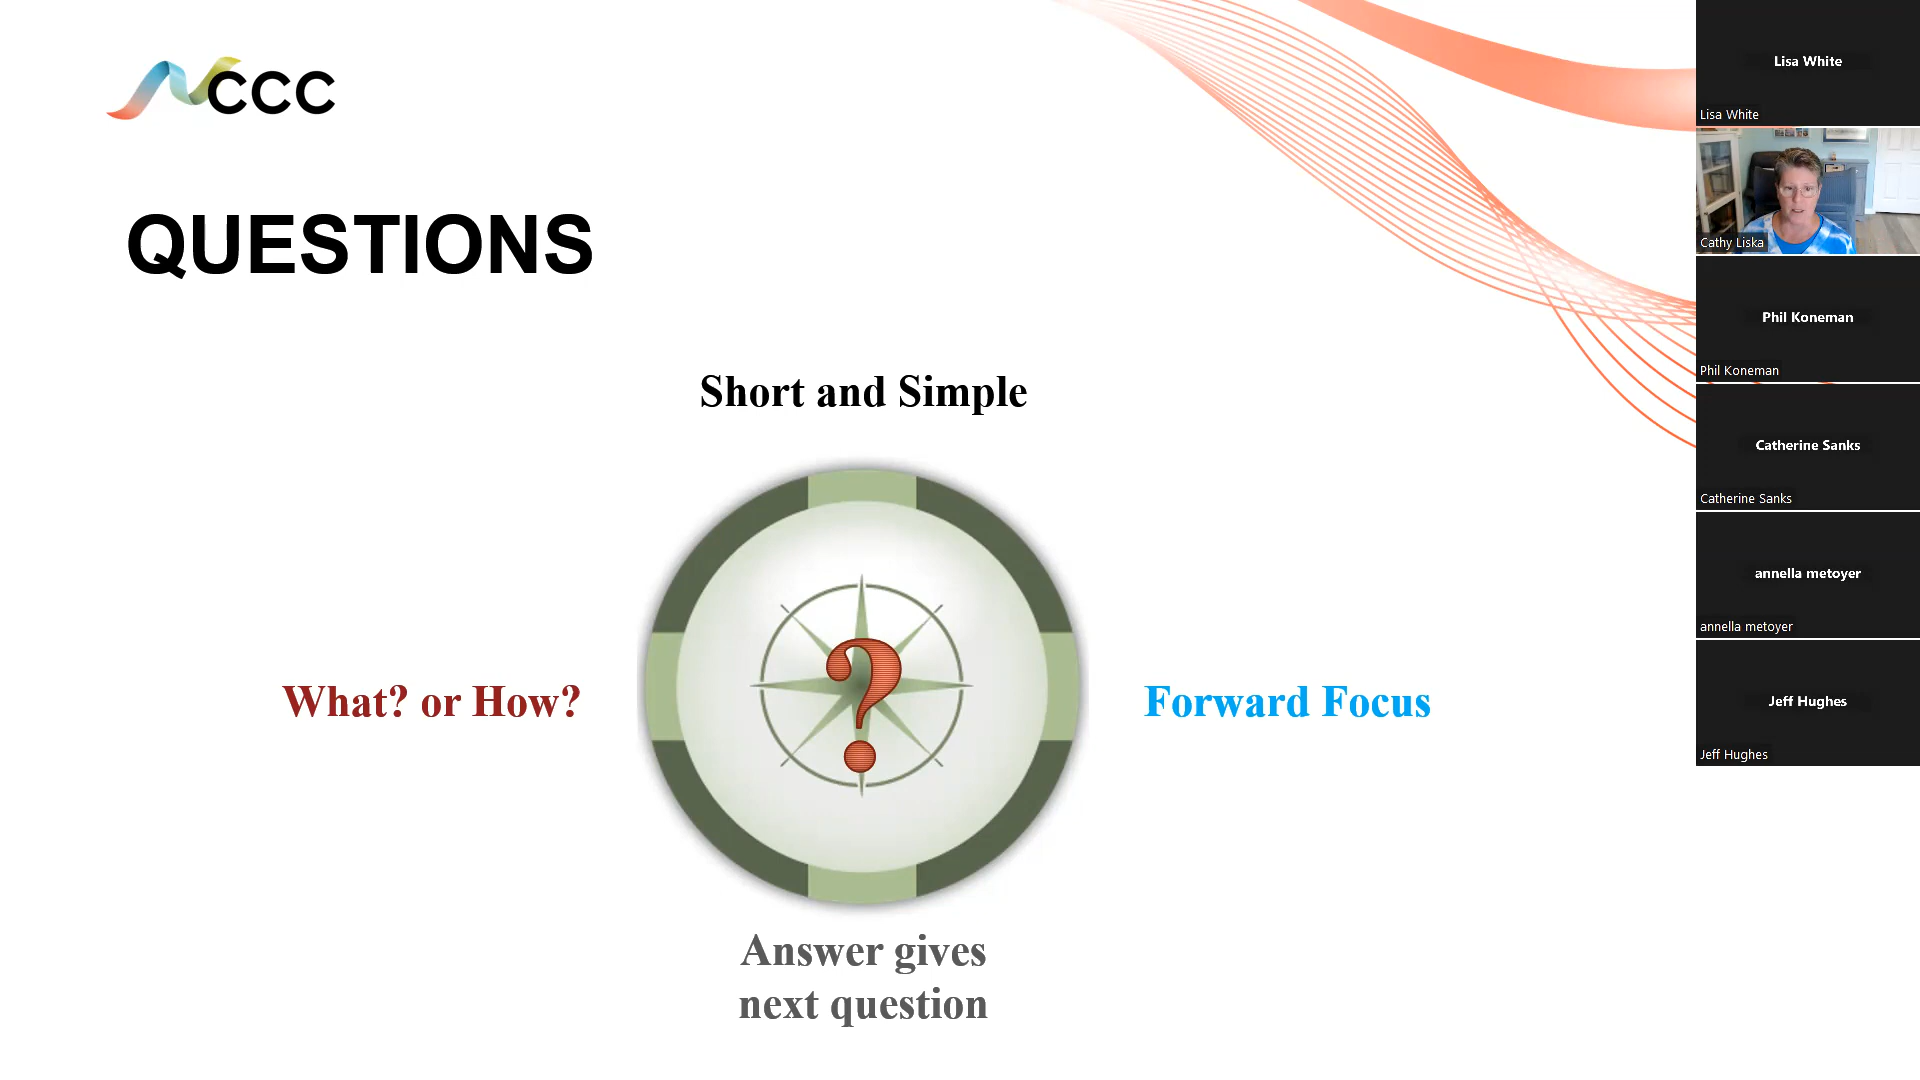 CCC
QUESTIONS
Short and Simple
What? or How?
?
Forward Focus
Answer gives
next question
Lisa White
Lisa White
Cathy Liska
Phil Koneman
Phil Koneman
Catherine Sanks
Catherine Sanks
annella metoyer
annella metoyer
Jeff Hughes
Jeff Hughes